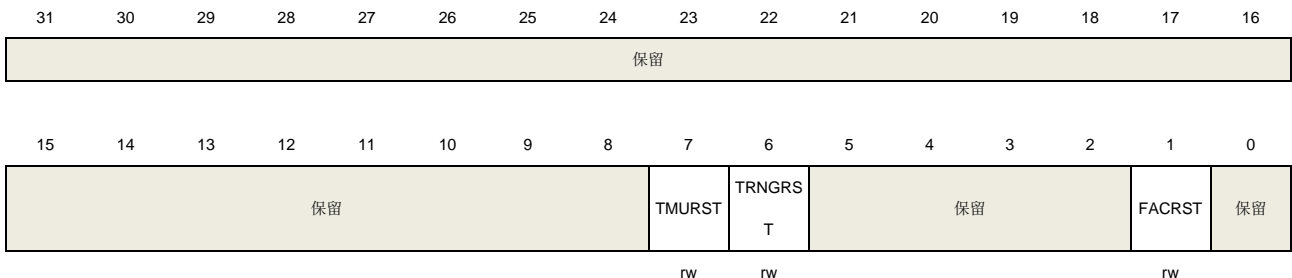 31 30 29 28 27 26 25 24 23 22 21 20 19 18 17 16
保留
15 14 13 12 11 10 9 8 7 6 5 4 3 2 1 0
保留 TMURST TRNGRS
T 保留 FACRST 保留
rw rw rw